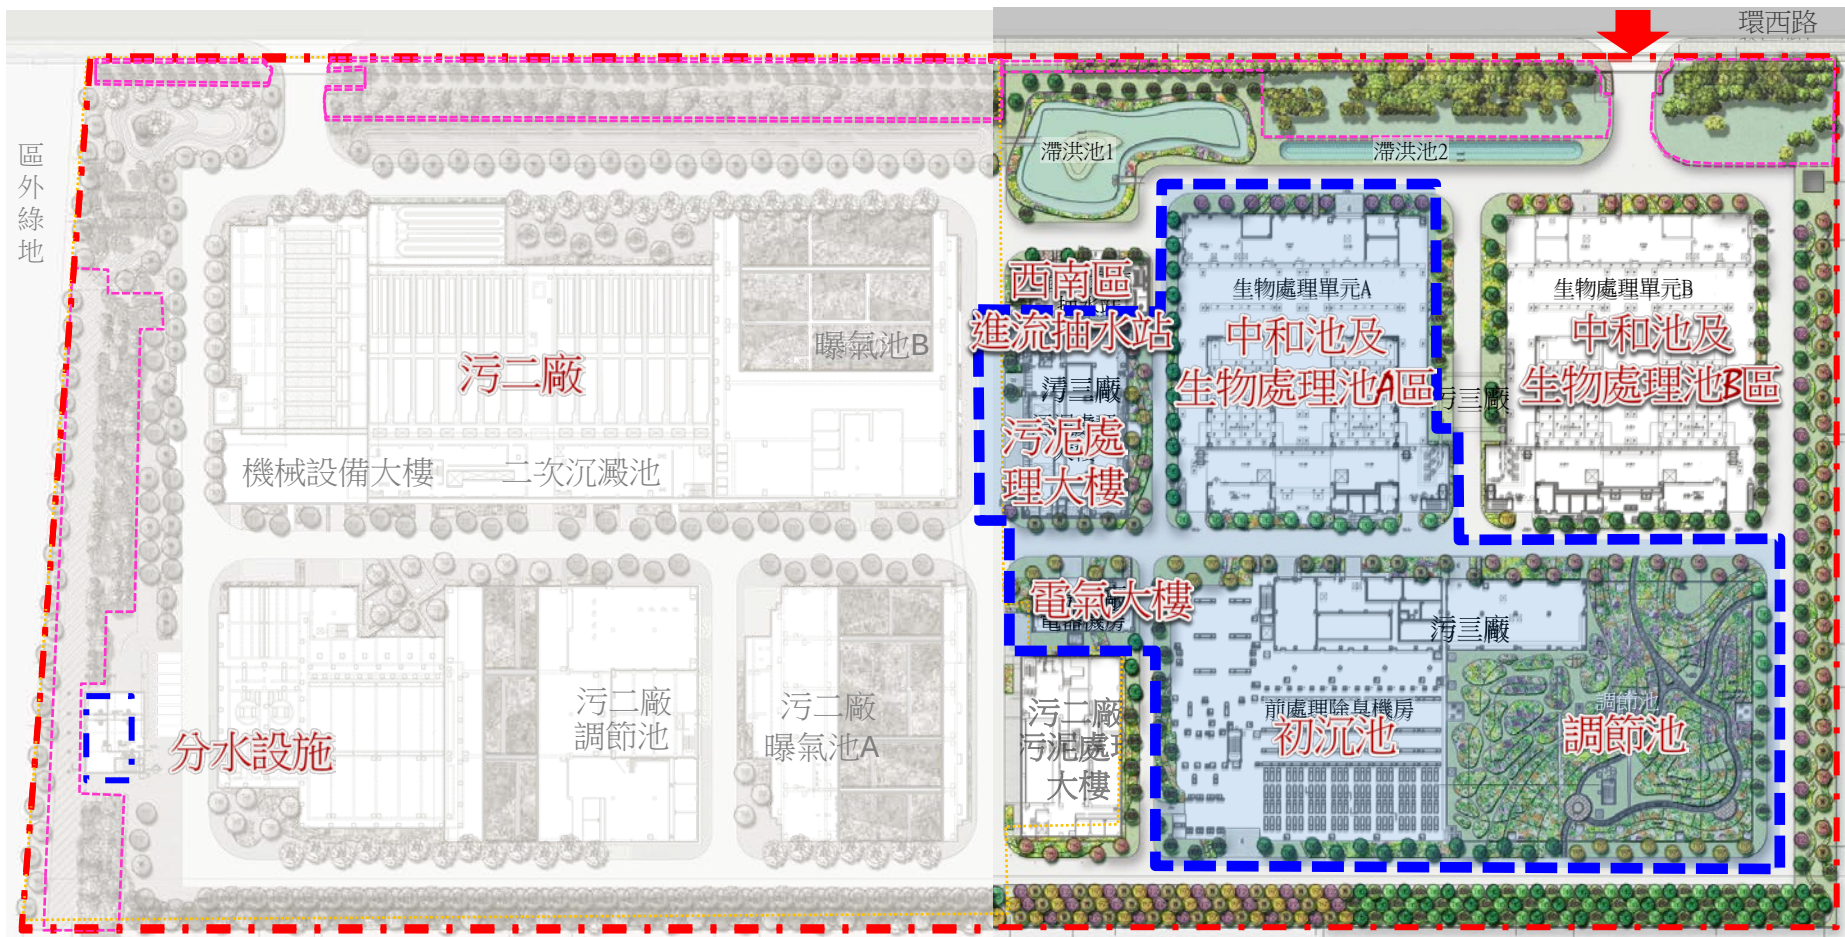 環西路
區外綠地
滯洪池1
滯洪池2
西南區
進流抽水站
生物處理單元A
生物處理單元B
中和池及
生物處理池A區
中和池及
生物處理池B區
曝氣池B
污二廠
污三廠
污三廠
污泥處
理大樓
機械設備大樓
二次沉澱池
電氣大樓
電器機房
污三廠
污二廠
調節池
污二廠
曝氣池A
污二廠
污泥處理
大樓
前處理除臭機房
初沉池
調節池
調節池
分水設施